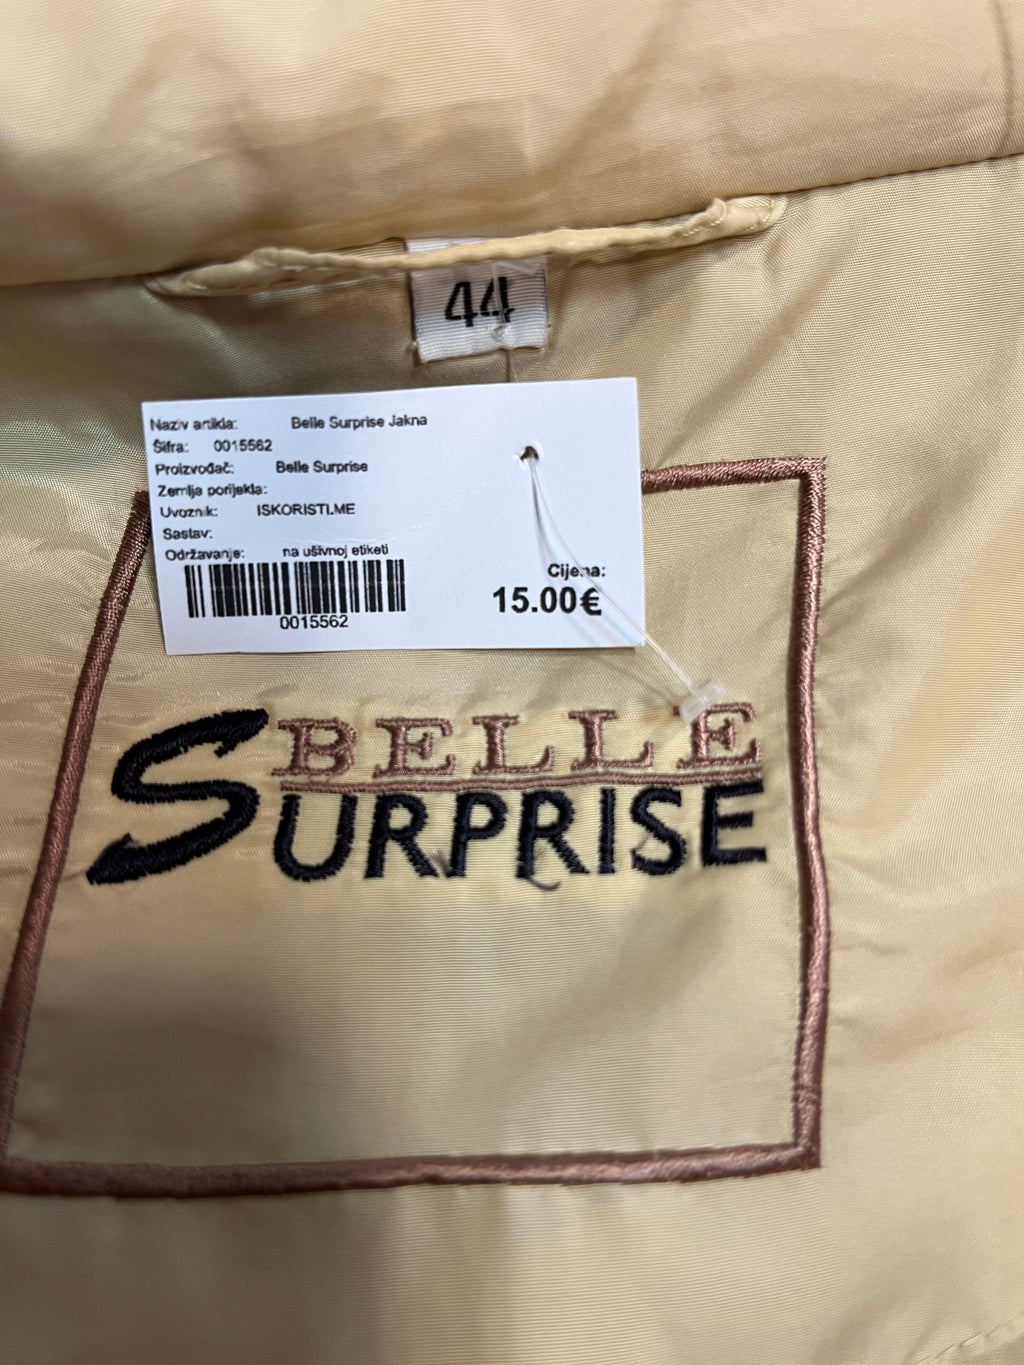 44
Naziv artikla: Belle Surprise Jakna
Šifra: 0015562
Proizvođač: Belle Surprise
Zemlja porijekla:
Uvoznik: ISKORISTI.ME
Sastav:
Održavanje: na ušivnoj etiketi
0015562
Cijena:
15.00€
S BELLE
SURPRISE